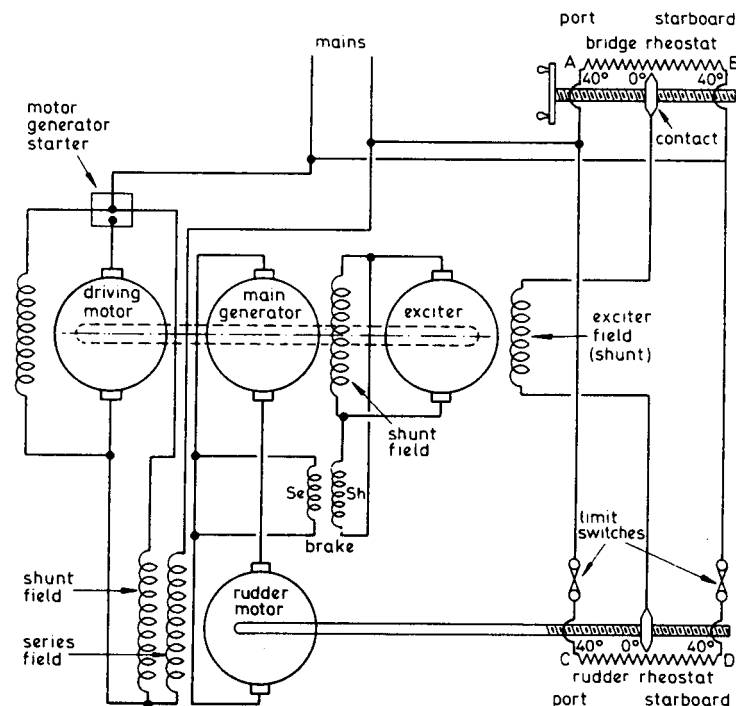 port starboard
bridge rheostat
A B
40° 0° 40°
contact
mains
motor
generator
starter
driving
motor
main
generator
exciter
exciter
field
(shunt)
shunt
field
Se Sh
brake
limit
switches
shunt
field
series
field
rudder
motor
40° 0° 40°
C D
rudder rheostat
port starboard